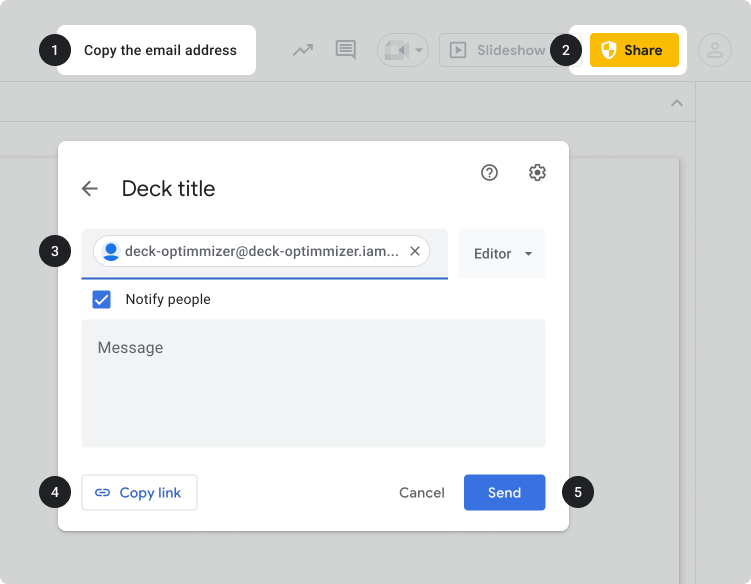 1 Copy the email address
Slideshow 2 Share
Deck title
3 deck-optimmizer@deck-optimmizer.iam... Editor
Notify people
Message
4 Copy link Cancel Send 5